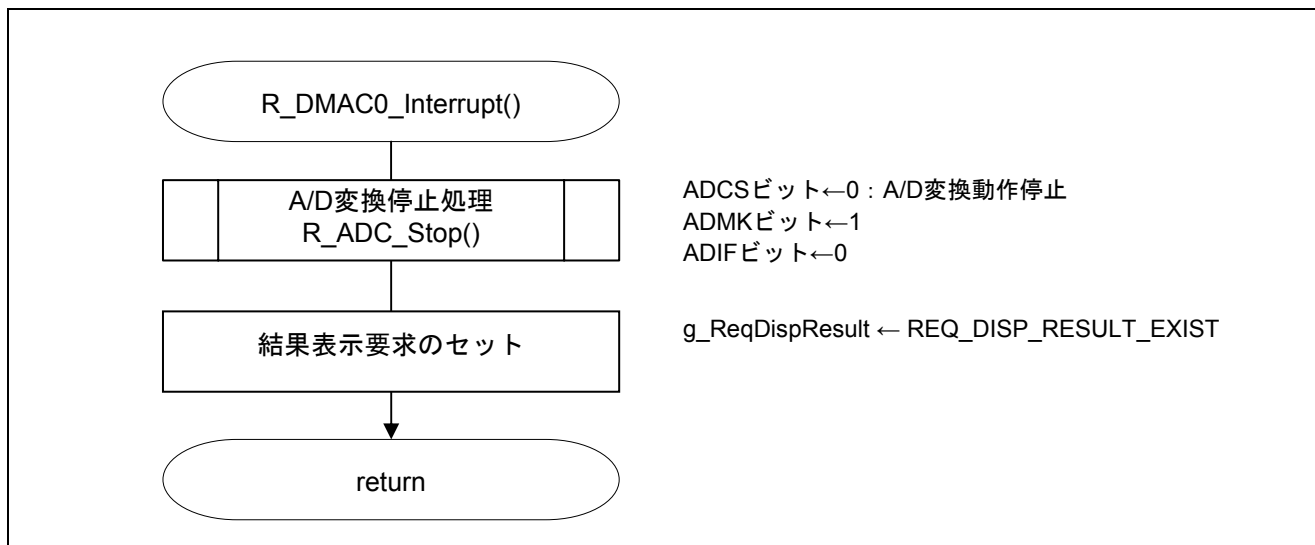 R_DMAC0_Interrupt()
A/D変換停止処理
R_ADC_Stop()
ADCSビット←0：A/D変換動作停止
ADMKビット←1
ADIFビット←0
結果表示要求のセット
g_ReqDispResult ← REQ_DISP_RESULT_EXIST
return